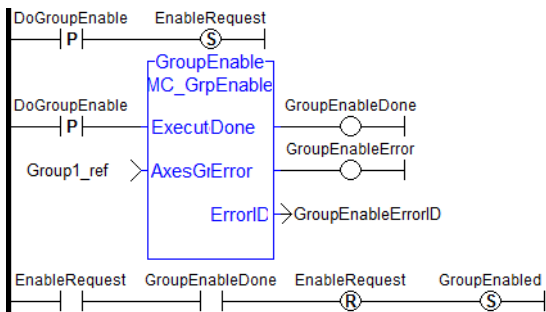 DoGroupEnable EnableRequest
P S
GroupEnable
MC_GrpEnable
DoGroupEnable GroupEnableDone
P ExecutDone
GroupEnableError
Group1_ref AxesGrError
ErrorID GroupEnableErrorID
EnableRequest GroupEnableDone EnableRequest GroupEnabled
R S